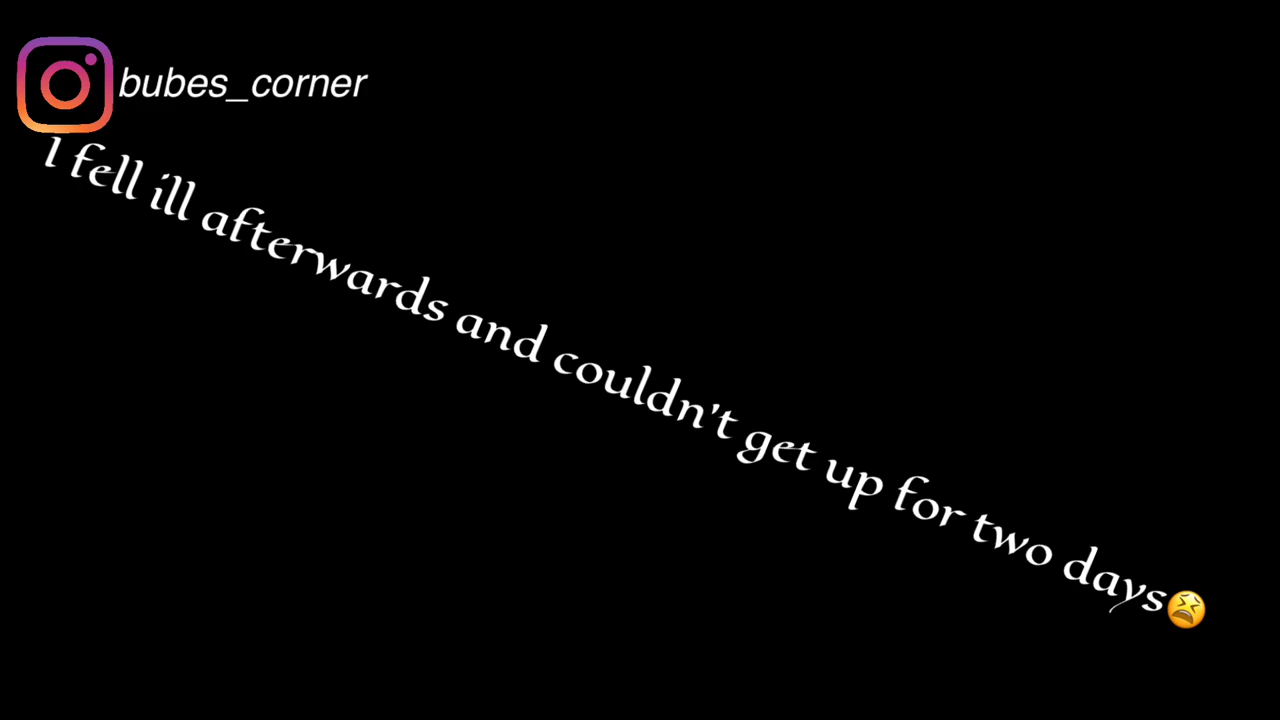 bubes_corner
I fell ill afterwards and couldn't get up for two days😫